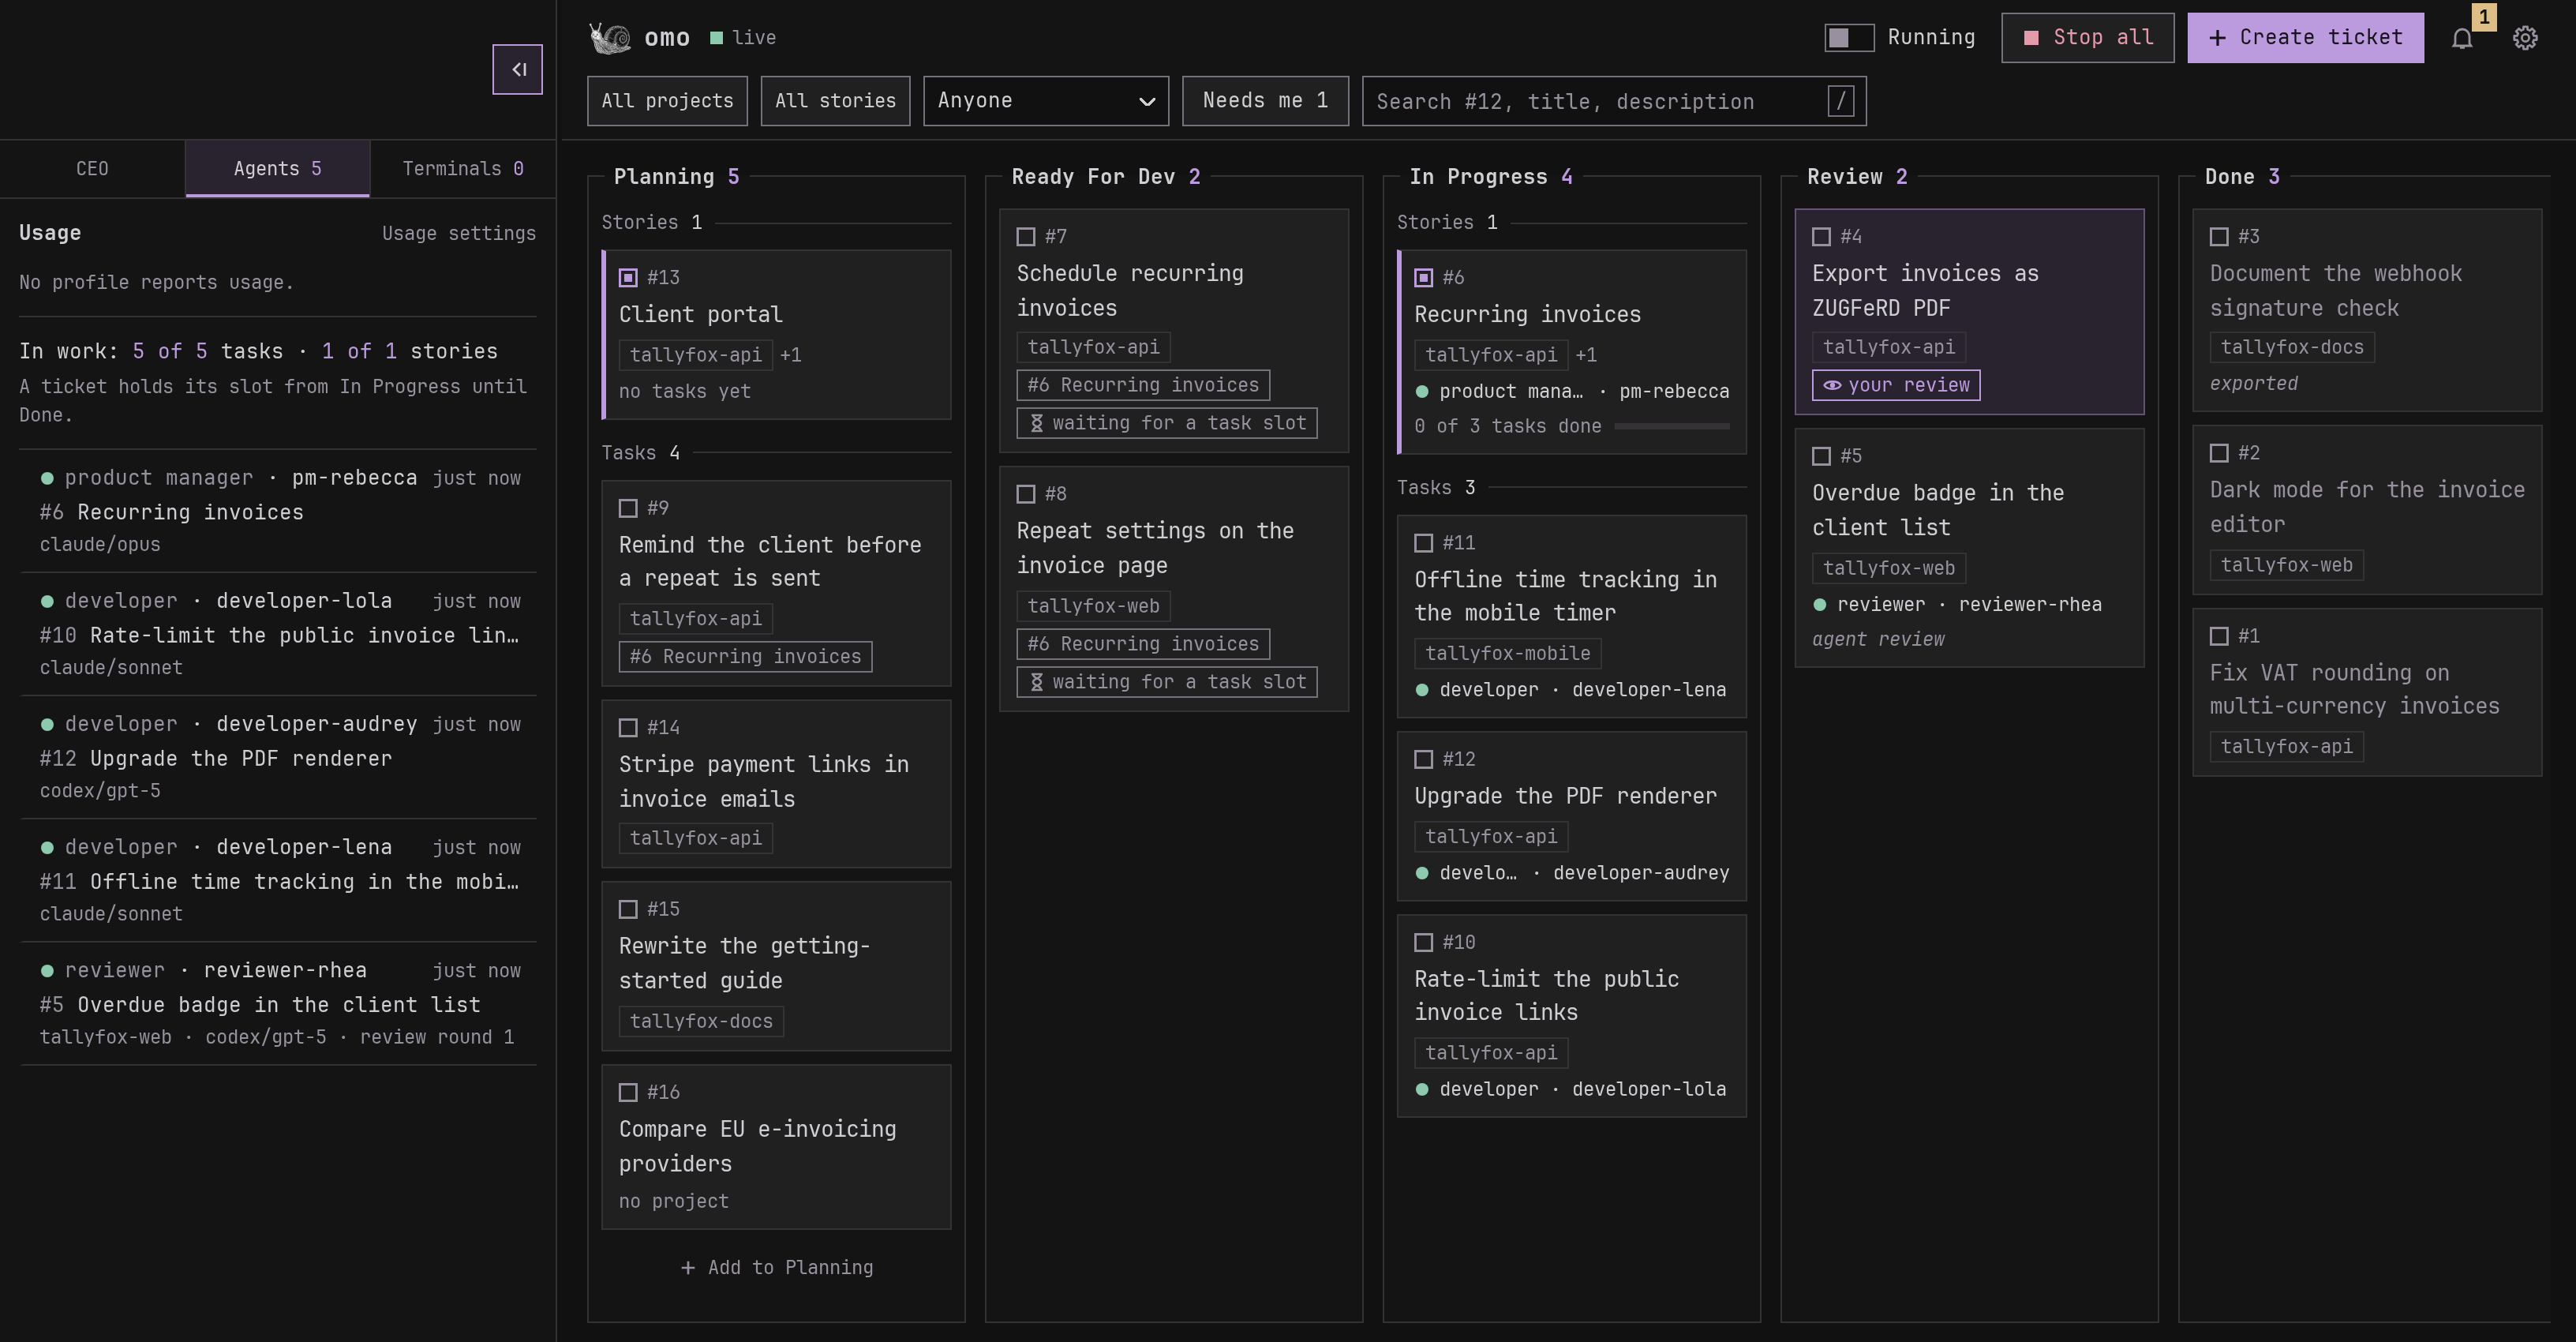 omo live
Running
Stop all
+ Create ticket
1
All projects
All stories
Anyone
Needs me 1
Search #12, title, description
/
CEO
Agents 5
Terminals 0
Usage
Usage settings
No profile reports usage.
In work: 5 of 5 tasks · 1 of 1 stories
A ticket holds its slot from In Progress until
Done.
product manager · pm-rebecca just now
#6 Recurring invoices
claude/opus
developer · developer-lola just now
#10 Rate-limit the public invoice lin…
claude/sonnet
developer · developer-audrey just now
#12 Upgrade the PDF renderer
codex/gpt-5
developer · developer-lena just now
#11 Offline time tracking in the mobi…
claude/sonnet
reviewer · reviewer-rhea just now
#5 Overdue badge in the client list
tallyfox-web · codex/gpt-5 · review round 1
Planning 5
Stories 1
#13
Client portal
tallyfox-api +1
no tasks yet
Tasks 4
#9
Remind the client before
a repeat is sent
tallyfox-api
#6 Recurring invoices
#14
Stripe payment links in
invoice emails
tallyfox-api
#15
Rewrite the getting-
started guide
tallyfox-docs
#16
Compare EU e-invoicing
providers
no project
+ Add to Planning
Ready For Dev 2
#7
Schedule recurring
invoices
tallyfox-api
#6 Recurring invoices
waiting for a task slot
#8
Repeat settings on the
invoice page
tallyfox-web
#6 Recurring invoices
waiting for a task slot
In Progress 4
Stories 1
#6
Recurring invoices
tallyfox-api +1
product mana… · pm-rebecca
0 of 3 tasks done
Tasks 3
#11
Offline time tracking in
the mobile timer
tallyfox-mobile
developer · developer-lena
#12
Upgrade the PDF renderer
tallyfox-api
develo… · developer-audrey
#10
Rate-limit the public
invoice links
tallyfox-api
developer · developer-lola
Review 2
#4
Export invoices as
ZUGFeRD PDF
tallyfox-api
your review
#5
Overdue badge in the
client list
tallyfox-web
reviewer · reviewer-rhea
agent review
Done 3
#3
Document the webhook
signature check
tallyfox-docs
exported
#2
Dark mode for the invoice
editor
tallyfox-web
#1
Fix VAT rounding on
multi-currency invoices
tallyfox-api